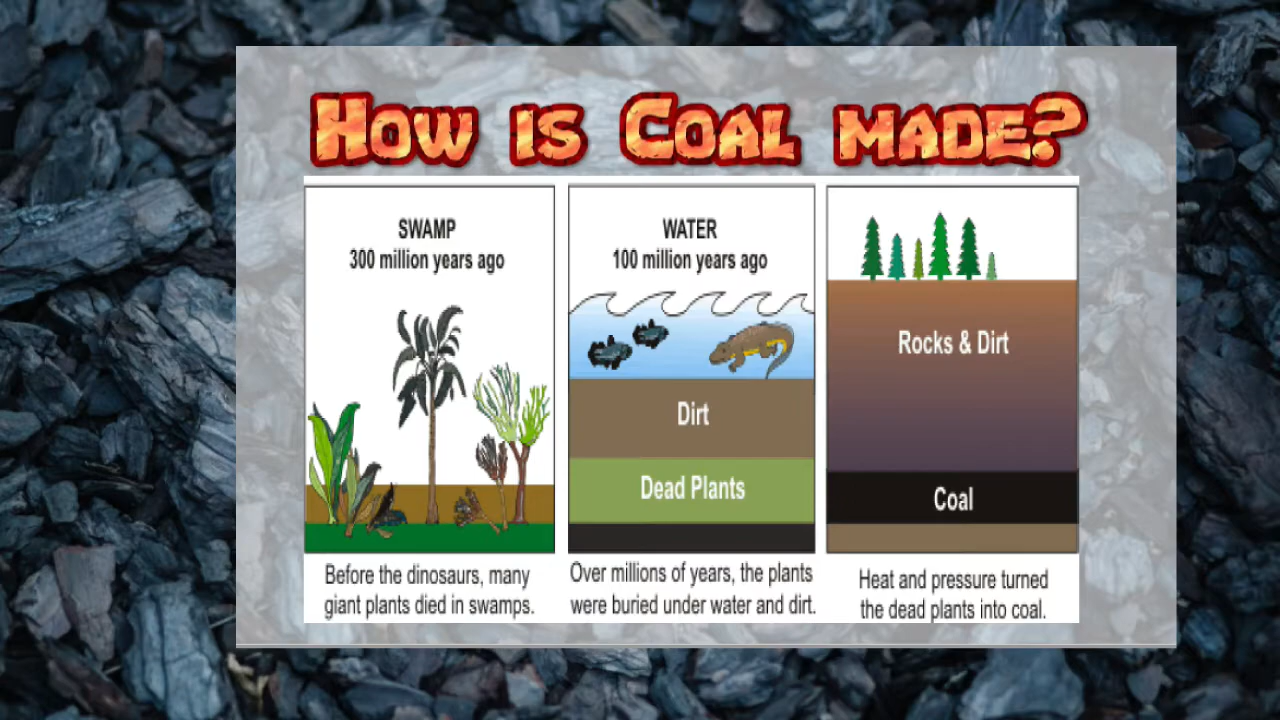 How is Coal made?
SWAMP
300 million years ago
Before the dinosaurs, many
giant plants died in swamps.
WATER
100 million years ago
Dirt
Dead Plants
Over millions of years, the plants
were buried under water and dirt.
Rocks & Dirt
Coal
Heat and pressure turned
the dead plants into coal.